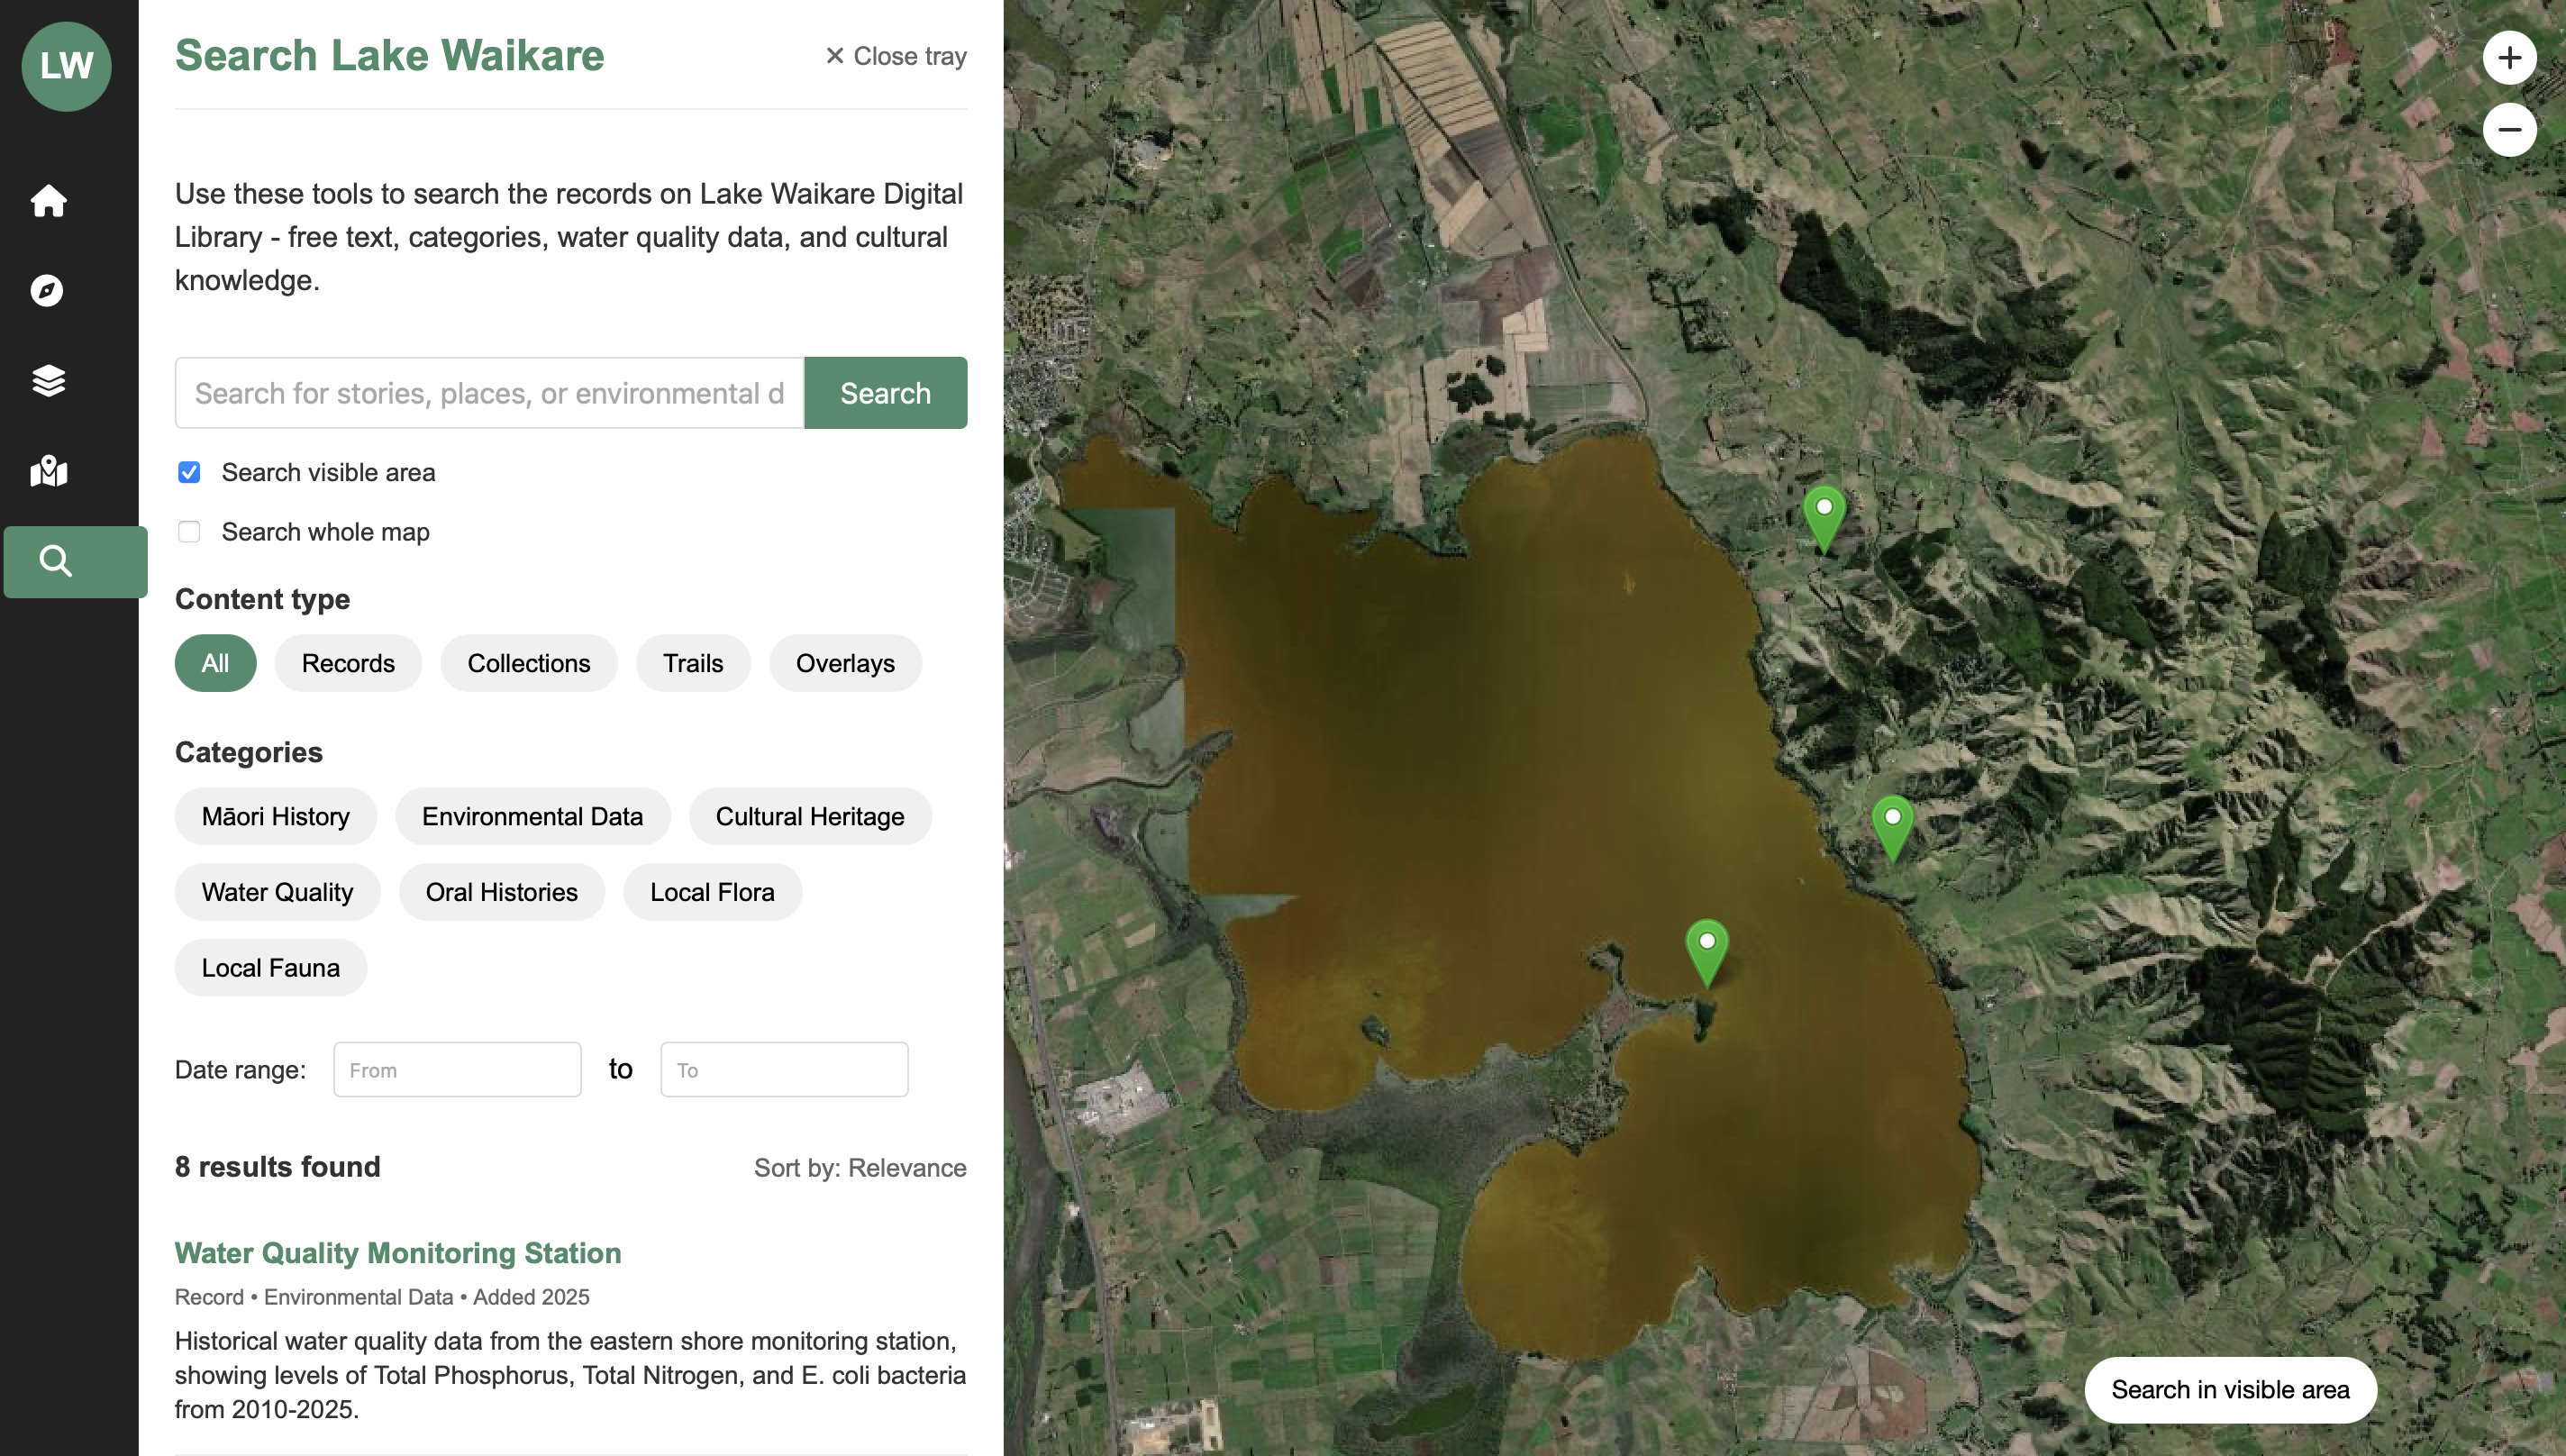 LW
Search Lake Waikare
✕ Close tray
Use these tools to search the records on Lake Waikare Digital
Library - free text, categories, water quality data, and cultural
knowledge.
Search for stories, places, or environmental d
Search
Search visible area
Search whole map
Content type
All
Records
Collections
Trails
Overlays
Categories
Māori History
Environmental Data
Cultural Heritage
Water Quality
Oral Histories
Local Flora
Local Fauna
Date range:
From
to
To
8 results found
Sort by: Relevance
Water Quality Monitoring Station
Record • Environmental Data • Added 2025
Historical water quality data from the eastern shore monitoring station,
showing levels of Total Phosphorus, Total Nitrogen, and E. coli bacteria
from 2010-2025.
+
−
Search in visible area